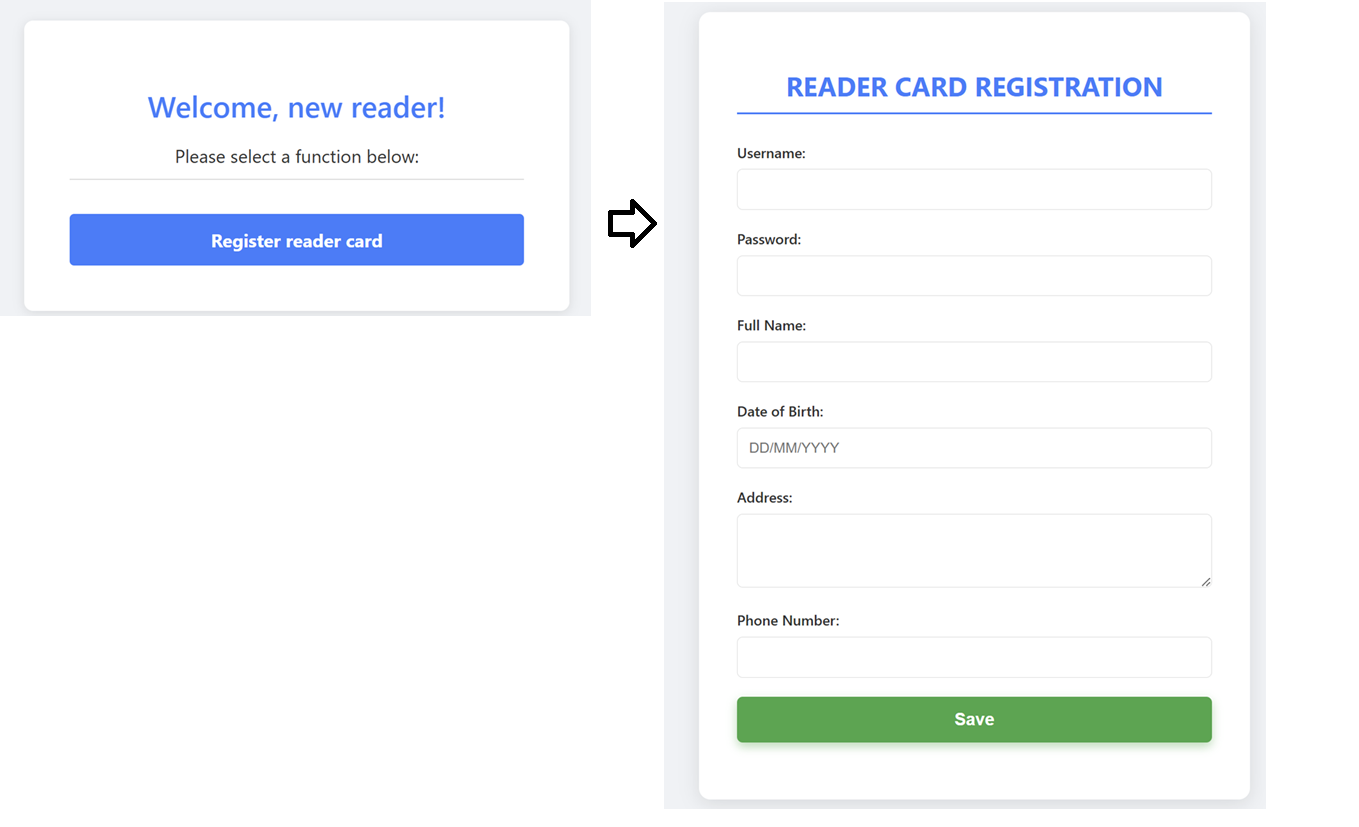 Welcome, new reader!
Please select a function below:
Register reader card
READER CARD REGISTRATION
Username:
Password:
Full Name:
Date of Birth:
DD/MM/YYYY
Address:
Phone Number:
Save